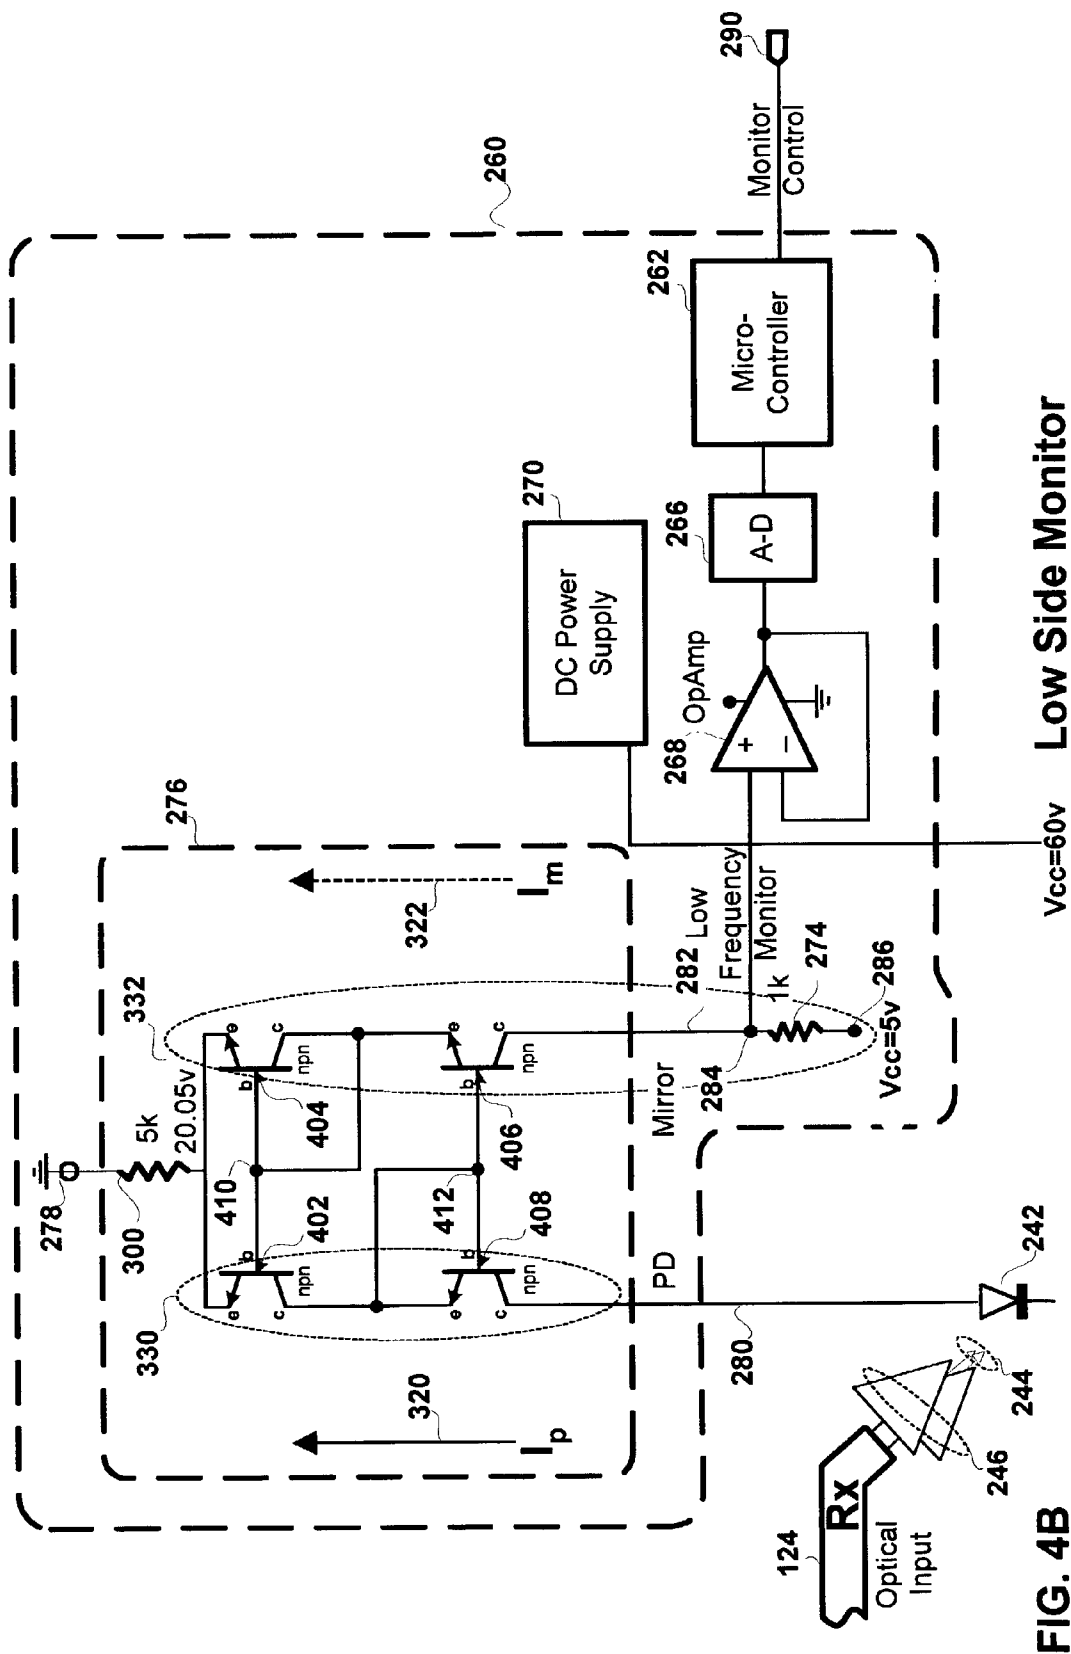 290
Monitor
Control
260
262
Micro-
Controller
270
DC Power
Supply
266
A-D
OpAmp
268
+
−
276
322
I_m
332
5k
20.05v
278
300
e
c
b
npn
404
e
c
b
npn
406
410
402
412
408
b
e
c
npn
b
e
c
npn
330
320
I_p
282
Low
Frequency
Monitor
1k
274
286
Vcc=5v
284
Mirror
PD
280
242
244
246
124
Rx
Optical
Input
Vcc=60v
Low Side Monitor
FIG. 4B